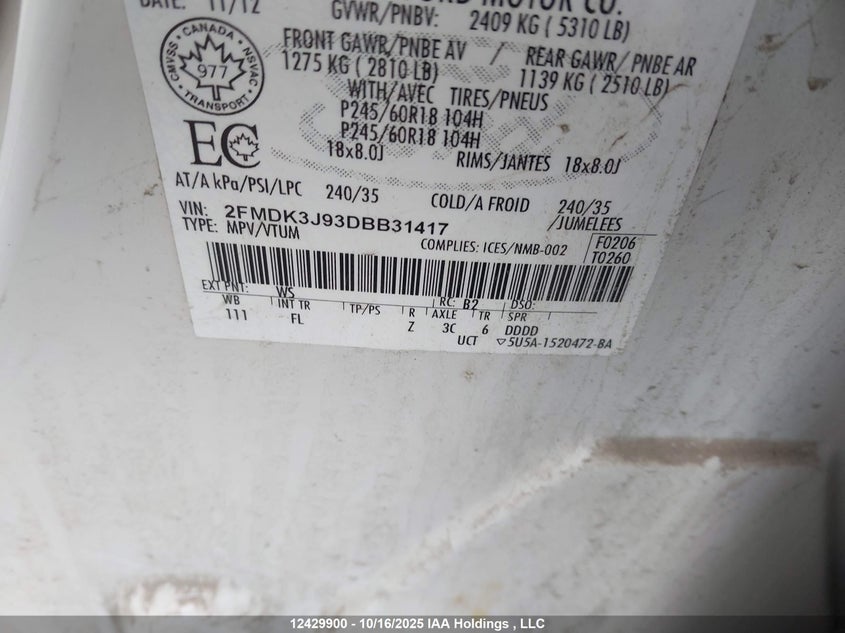 DATE: 11/12
FORD MOTOR CO.
GVWR/PNBV: 2409 KG ( 5310 LB)
FRONT GAWR/PNBE AV / REAR GAWR/ PNBE AR
1275 KG ( 2810 LB) 1139 KG ( 2510 LB)
WITH/AVEC TIRES/PNEUS
P245/60R18 104H
P245/60R18 104H
18x8.0J RIMS/JANTES 18x8.0J
CMVSS CANADA NSVAC
977
TRANSPORT
EC
AT/A kPa/PSI/LPC 240/35 COLD/A FROID 240/35
VIN: 2FMDK3J93DBB31417 /JUMELEES
TYPE: MPV/VTUM
COMPLIES: ICES/NMB-002 F0206
T0260
EXT PNT: WS RC: B2 DSO:
WB INT TR TP/PS R AXLE TR SPR
111 FL Z 3C 6 DDDD
UCT ▽5U5A-1520472-BA
12429900 - 10/16/2025 IAA Holdings , LLC